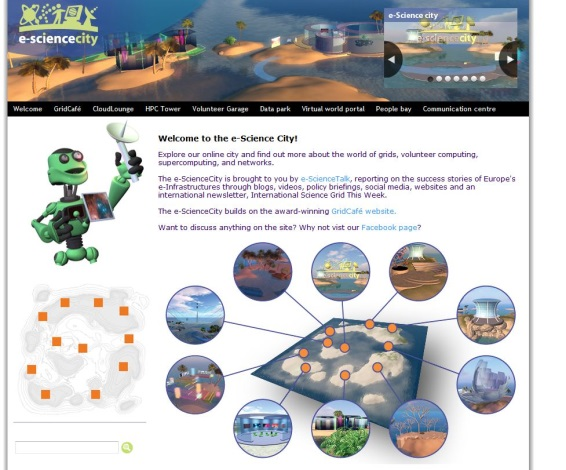 e-sciencecity
e-Science city
e-sciencecity
Welcome GridCafé CloudLounge HPC Tower Volunteer Garage Data park Virtual world portal People bay Communication centre
Welcome to the e-Science City!
Explore our online city and find out more about the world of grids, volunteer computing,
supercomputing, and networks.
The e-ScienceCity is brought to you by e-ScienceTalk, reporting on the success stories of Europe's
e-Infrastructures through blogs, videos, policy briefings, social media, websites and an
international newsletter, International Science Grid This Week.
The e-ScienceCity builds on the award-winning GridCafé website.
Want to discuss anything on the site? Why not vist our Facebook page?